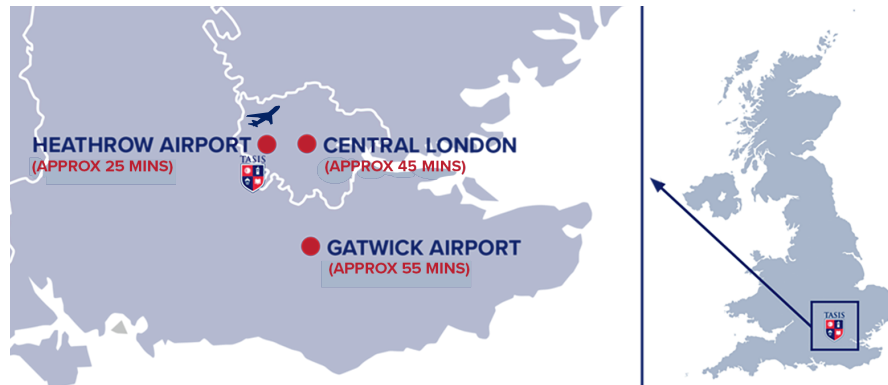 HEATHROW AIRPORT
(APPROX 25 MINS)
TASIS
CENTRAL LONDON
(APPROX 45 MINS)
GATWICK AIRPORT
(APPROX 55 MINS)
TASIS